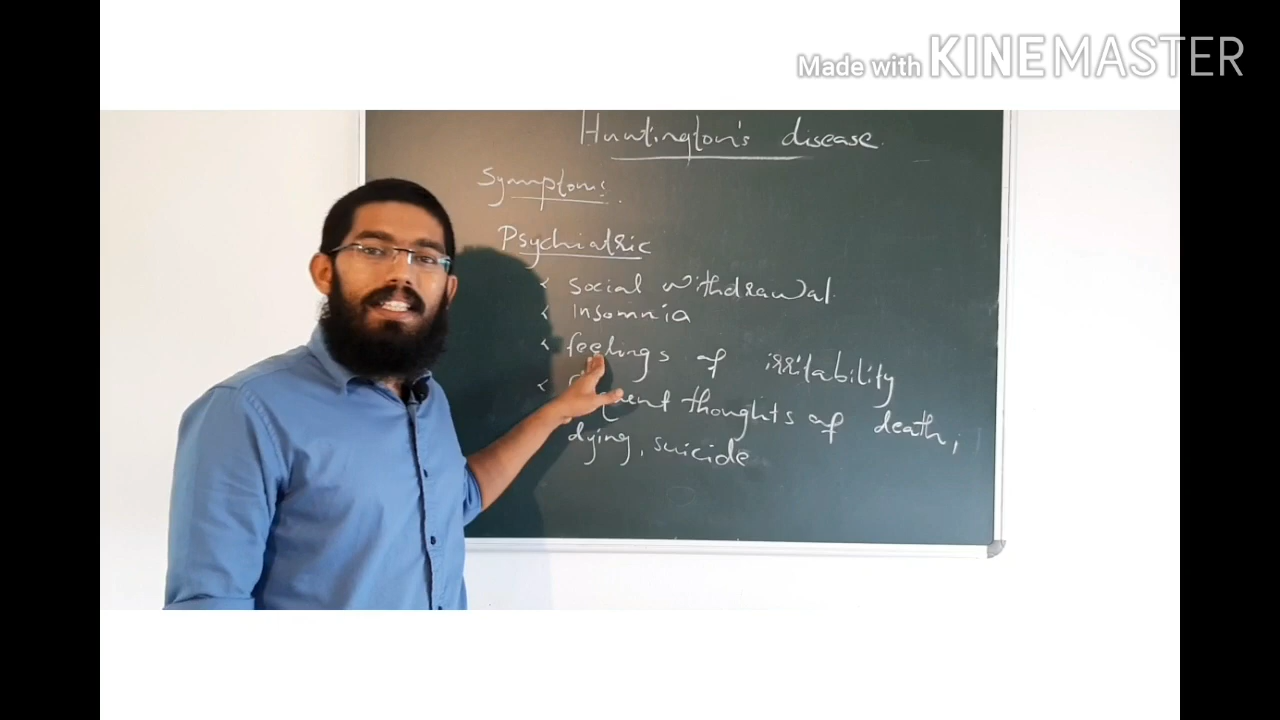 Made with KINEMASTER
Huntington's disease
Symptoms
Psychiatric
social withdrawal
Insomnia
feelings of irritability
thoughts of death,
dying, suicide